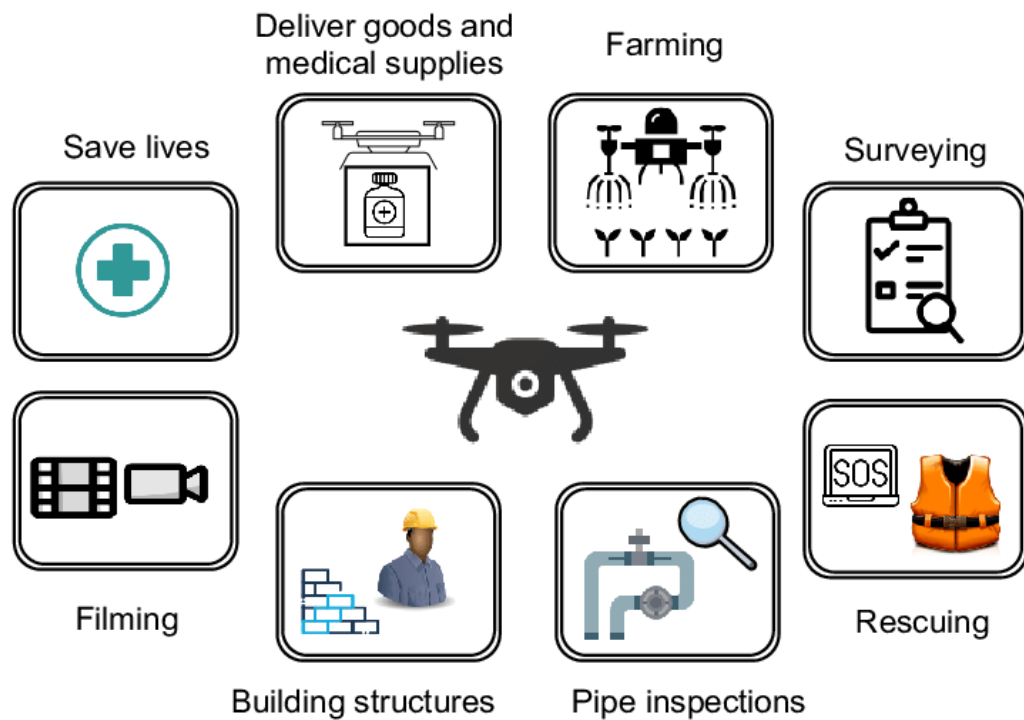 Deliver goods and
medical supplies
Farming
Save lives
Surveying
SOS
Filming
Rescuing
Building structures
Pipe inspections